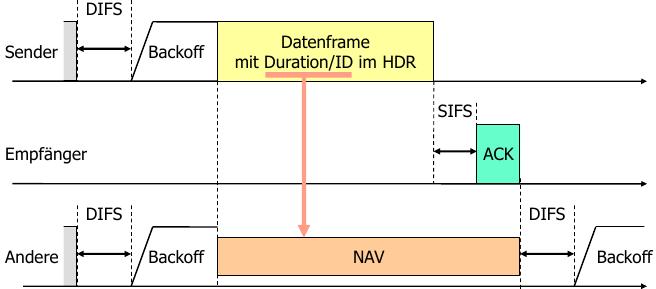 DIFS
Sender
Backoff
Datenframe
mit Duration/ID im HDR
SIFS
Empfänger
ACK
DIFS
DIFS
Andere
Backoff
NAV
Backoff